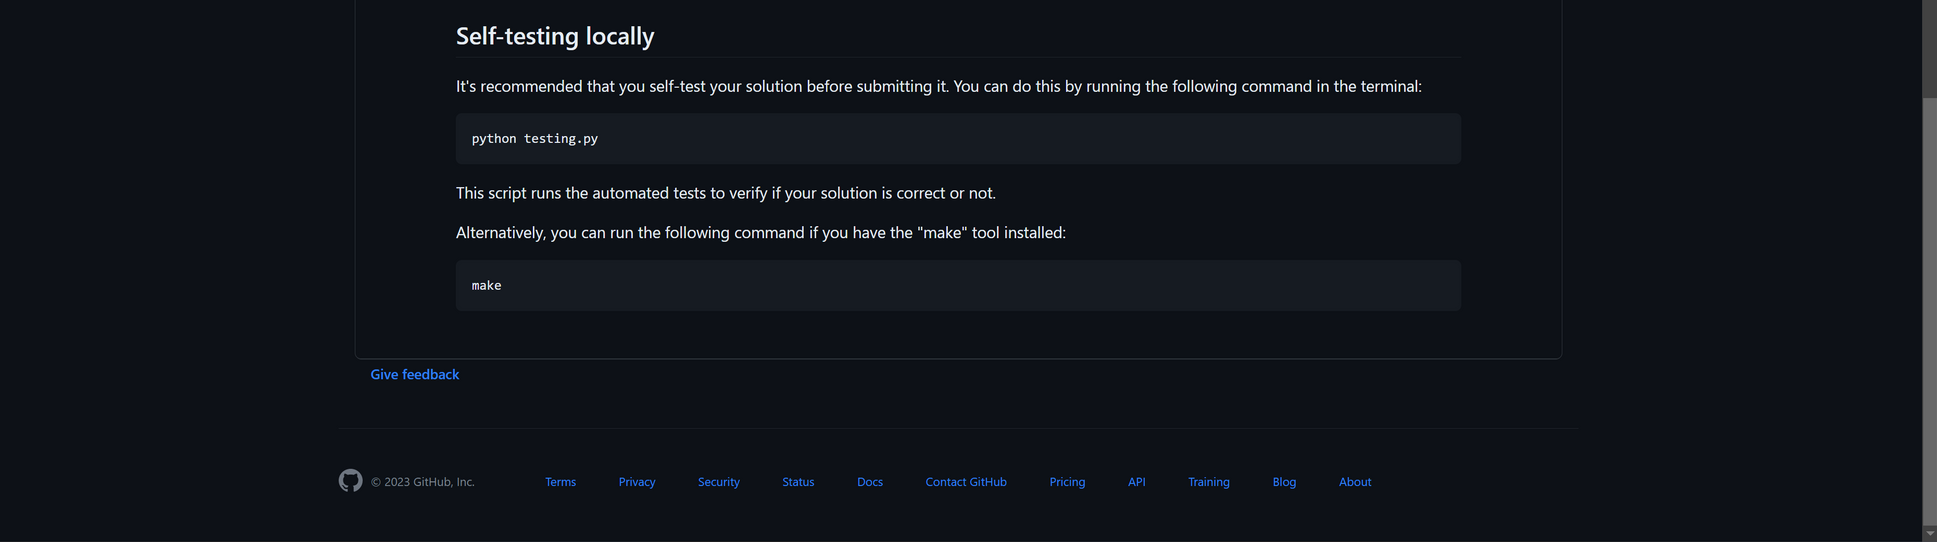 Self-testing locally
It's recommended that you self-test your solution before submitting it. You can do this by running the following command in the terminal:
python testing.py
This script runs the automated tests to verify if your solution is correct or not.
Alternatively, you can run the following command if you have the "make" tool installed:
make
Give feedback
© 2023 GitHub, Inc. Terms Privacy Security Status Docs Contact GitHub Pricing API Training Blog About